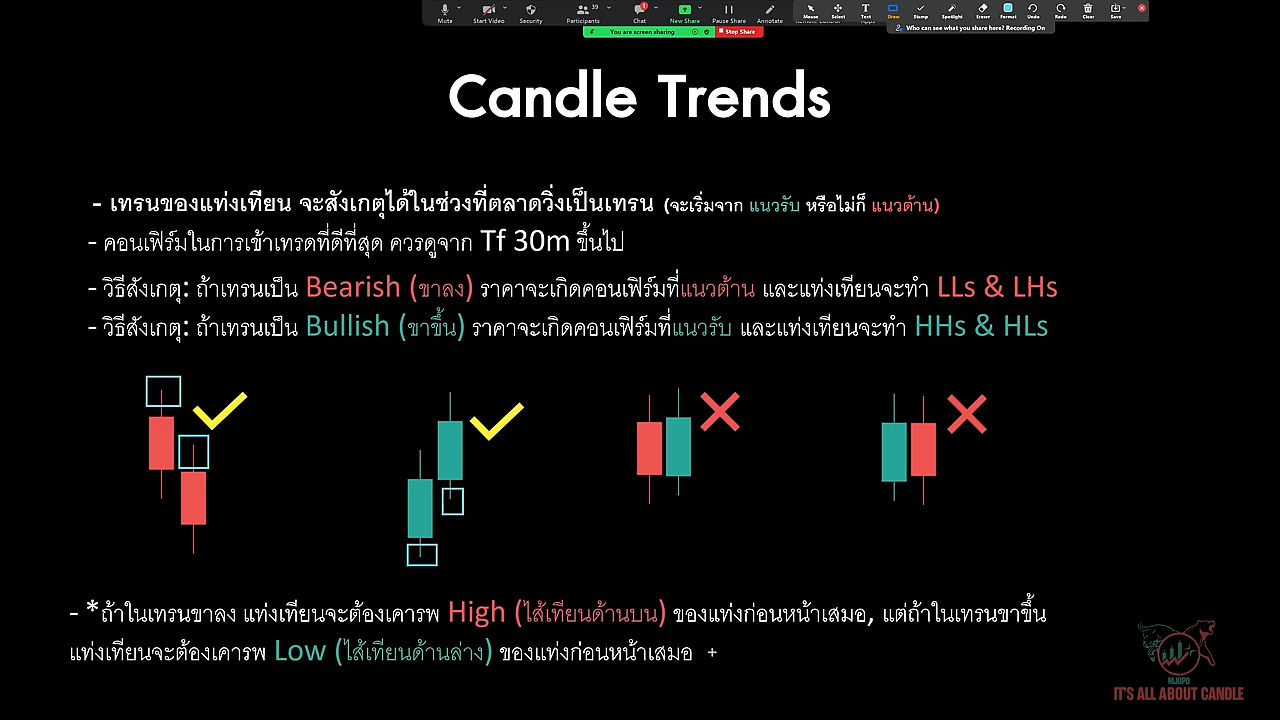 Mute
Start Video
Security
Participants
39
Chat
1
New Share
Pause Share
Annotate
Mouse
Select
Text
Draw
Stamp
Spotlight
Eraser
Format
Undo
Redo
Clear
Save
You are screen sharing
Stop Share
Who can see what you share here? Recording On
Candle Trends
- เทรนของแท่งเทียน จะสังเกตุได้ในช่วงที่ตลาดวิ่งเป็นเทรน (จะเริ่มจาก แนวรับ หรือไม่ก็ แนวต้าน)
- คอนเฟิร์มในการเข้าเทรดที่ดีที่สุด ควรดูจาก Tf 30m ขึ้นไป
- วิธีสังเกตุ: ถ้าเทรนเป็น Bearish (ขาลง) ราคาจะเกิดคอนเฟิร์มที่แนวต้าน และแท่งเทียนจะทำ LLs & LHs
- วิธีสังเกตุ: ถ้าเทรนเป็น Bullish (ขาขึ้น) ราคาจะเกิดคอนเฟิร์มที่แนวรับ และแท่งเทียนจะทำ HHs & HLs
- *ถ้าในเทรนขาลง แท่งเทียนจะต้องเคารพ High (ไส้เทียนด้านบน) ของแท่งก่อนหน้าเสมอ, แต่ถ้าในเทรนขาขึ้น
แท่งเทียนจะต้องเคารพ Low (ไส้เทียนด้านล่าง) ของแท่งก่อนหน้าเสมอ
MJOPO
IT'S ALL ABOUT CANDLE